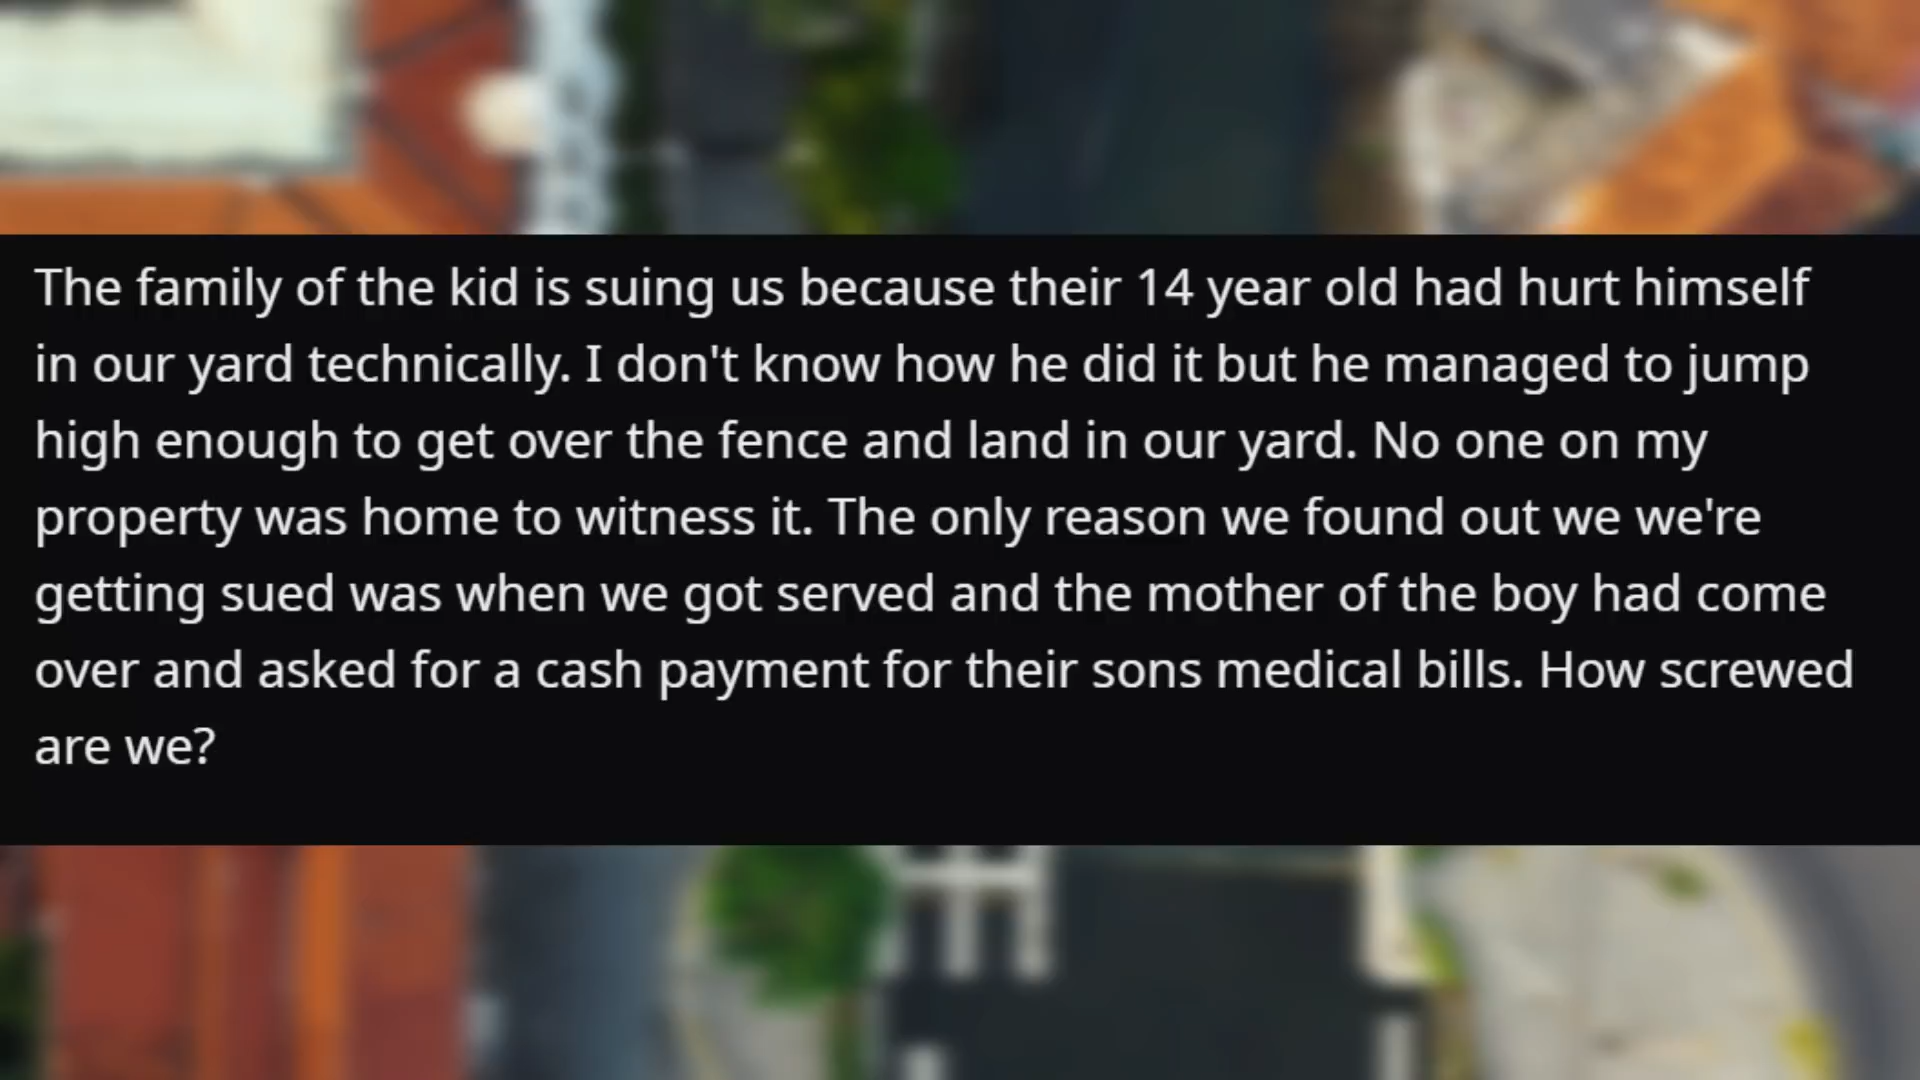 The family of the kid is suing us because their 14 year old had hurt himself
in our yard technically. I don't know how he did it but he managed to jump
high enough to get over the fence and land in our yard. No one on my
property was home to witness it. The only reason we found out we we're
getting sued was when we got served and the mother of the boy had come
over and asked for a cash payment for their sons medical bills. How screwed
are we?